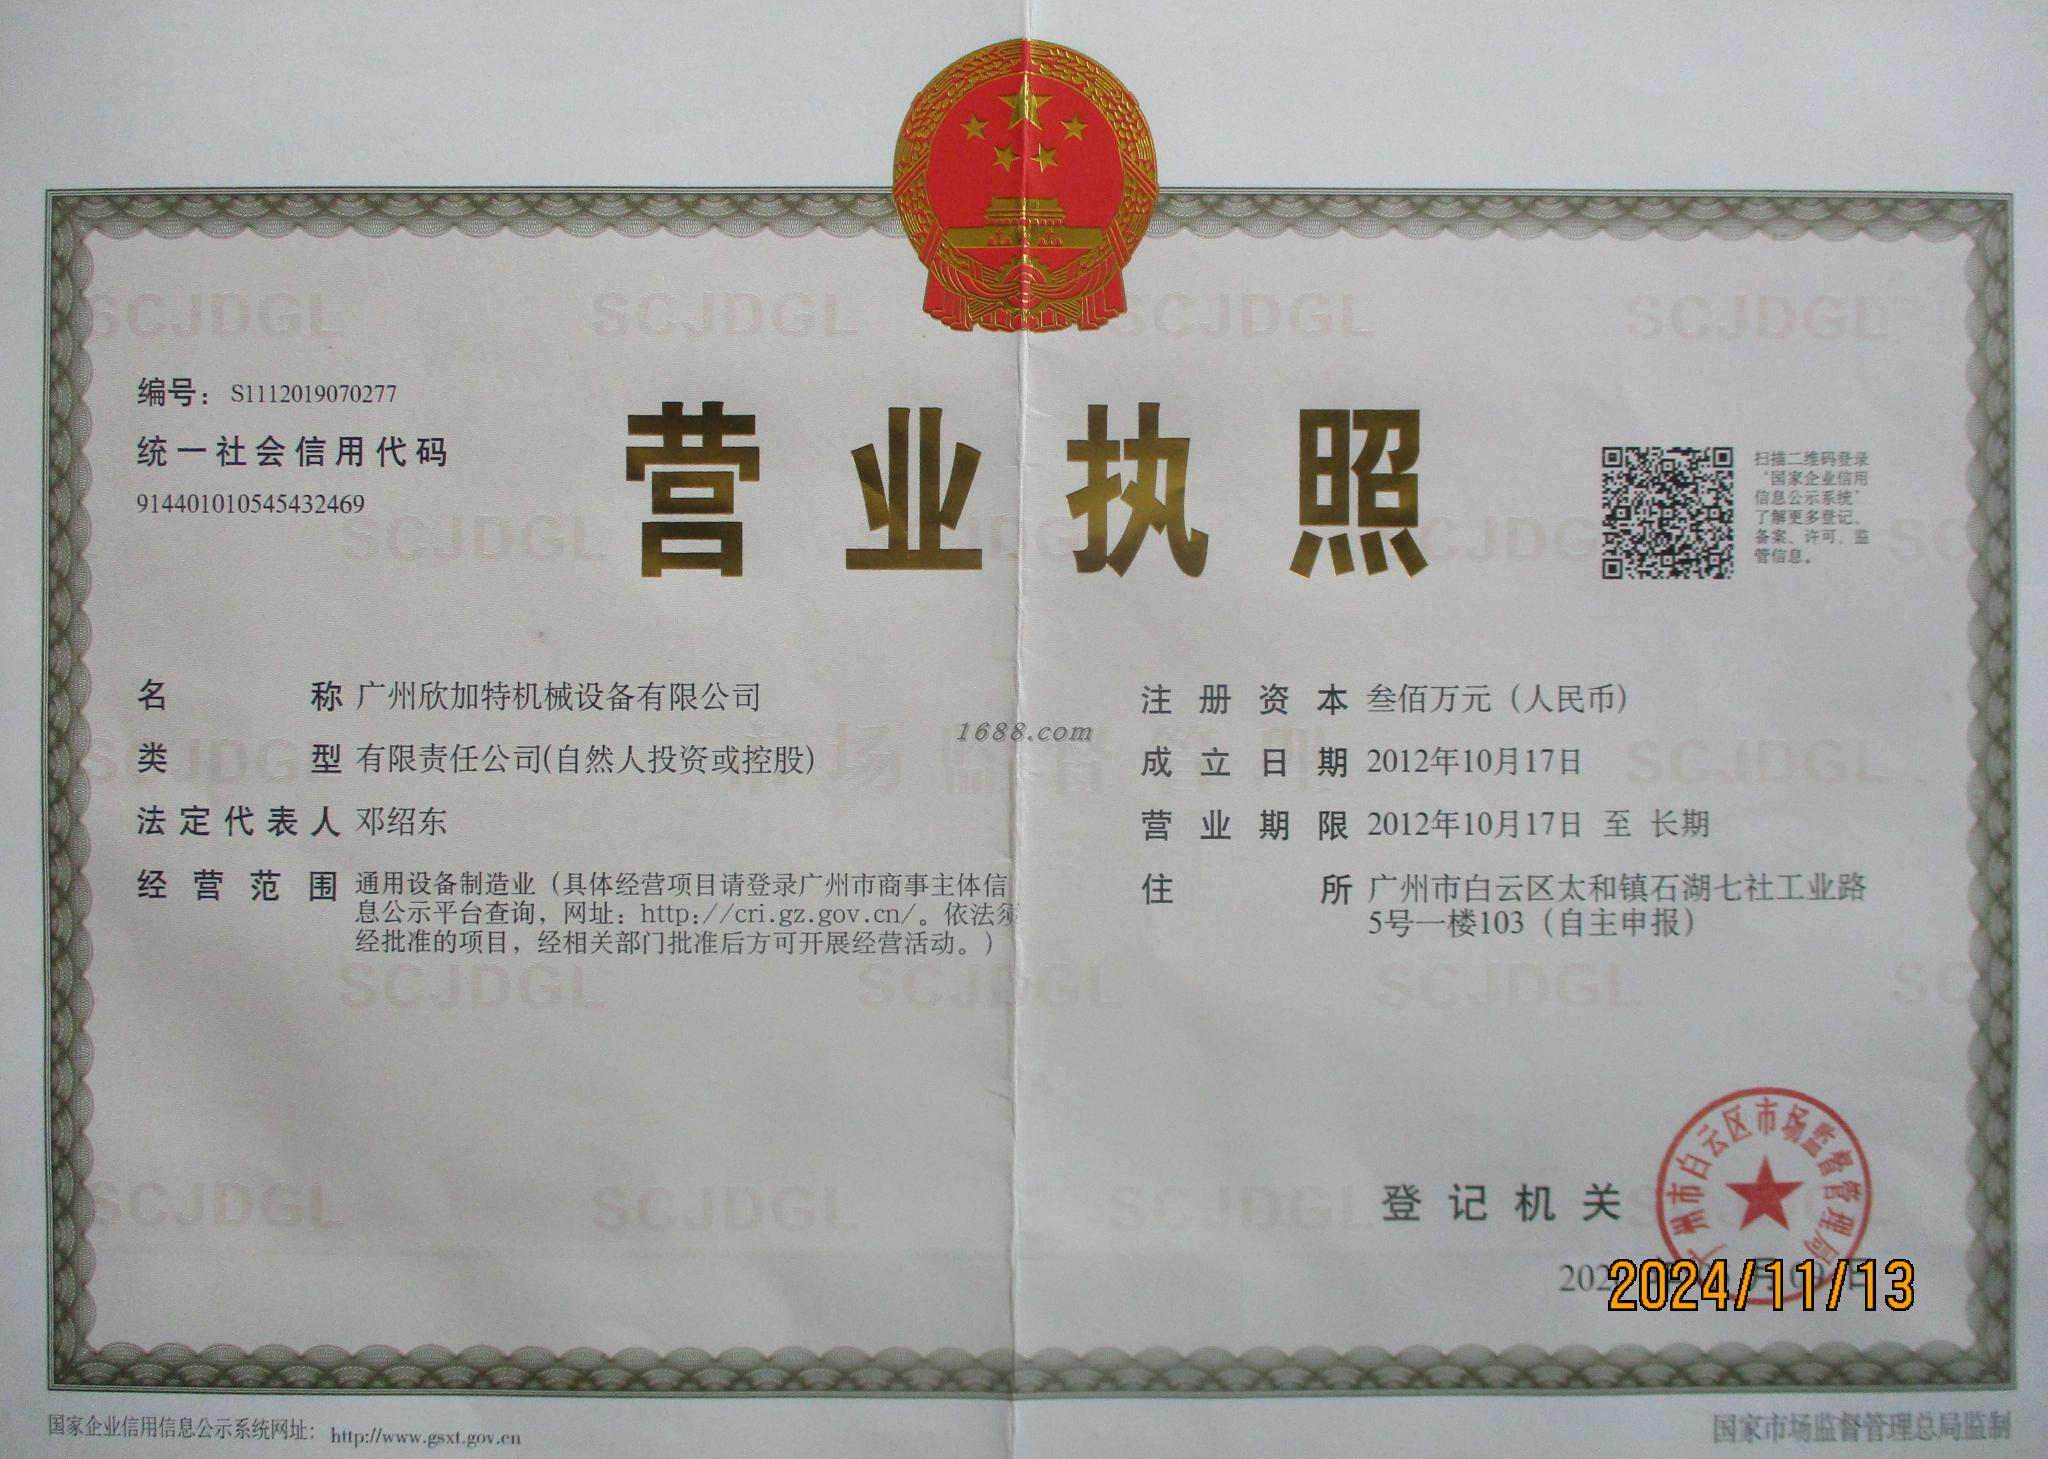 编号：S1112019070277
统一社会信用代码
914401010545432469
营业执照
扫描二维码登录
“国家企业信用
信息公示系统”
了解更多登记、
备案、许可、监
管信息。
名称 广州欣加特机械设备有限公司
类型 有限责任公司(自然人投资或控股)
法定代表人 邓绍东
经营范围 通用设备制造业（具体经营项目请登录广州市商事主体信
息公示平台查询，网址：http://cri.gz.gov.cn/。依法须
经批准的项目，经相关部门批准后方可开展经营活动。）
注册资本 叁佰万元（人民币）
成立日期 2012年10月17日
营业期限 2012年10月17日 至 长期
住所 广州市白云区太和镇石湖七社工业路
5号一楼103（自主申报）
1688.com
登记机关
广州市白云区市场监督管理局
2024/11/13
国家企业信用信息公示系统网址：http://www.gsxt.gov.cn
国家市场监督管理总局监制
SCJDGL